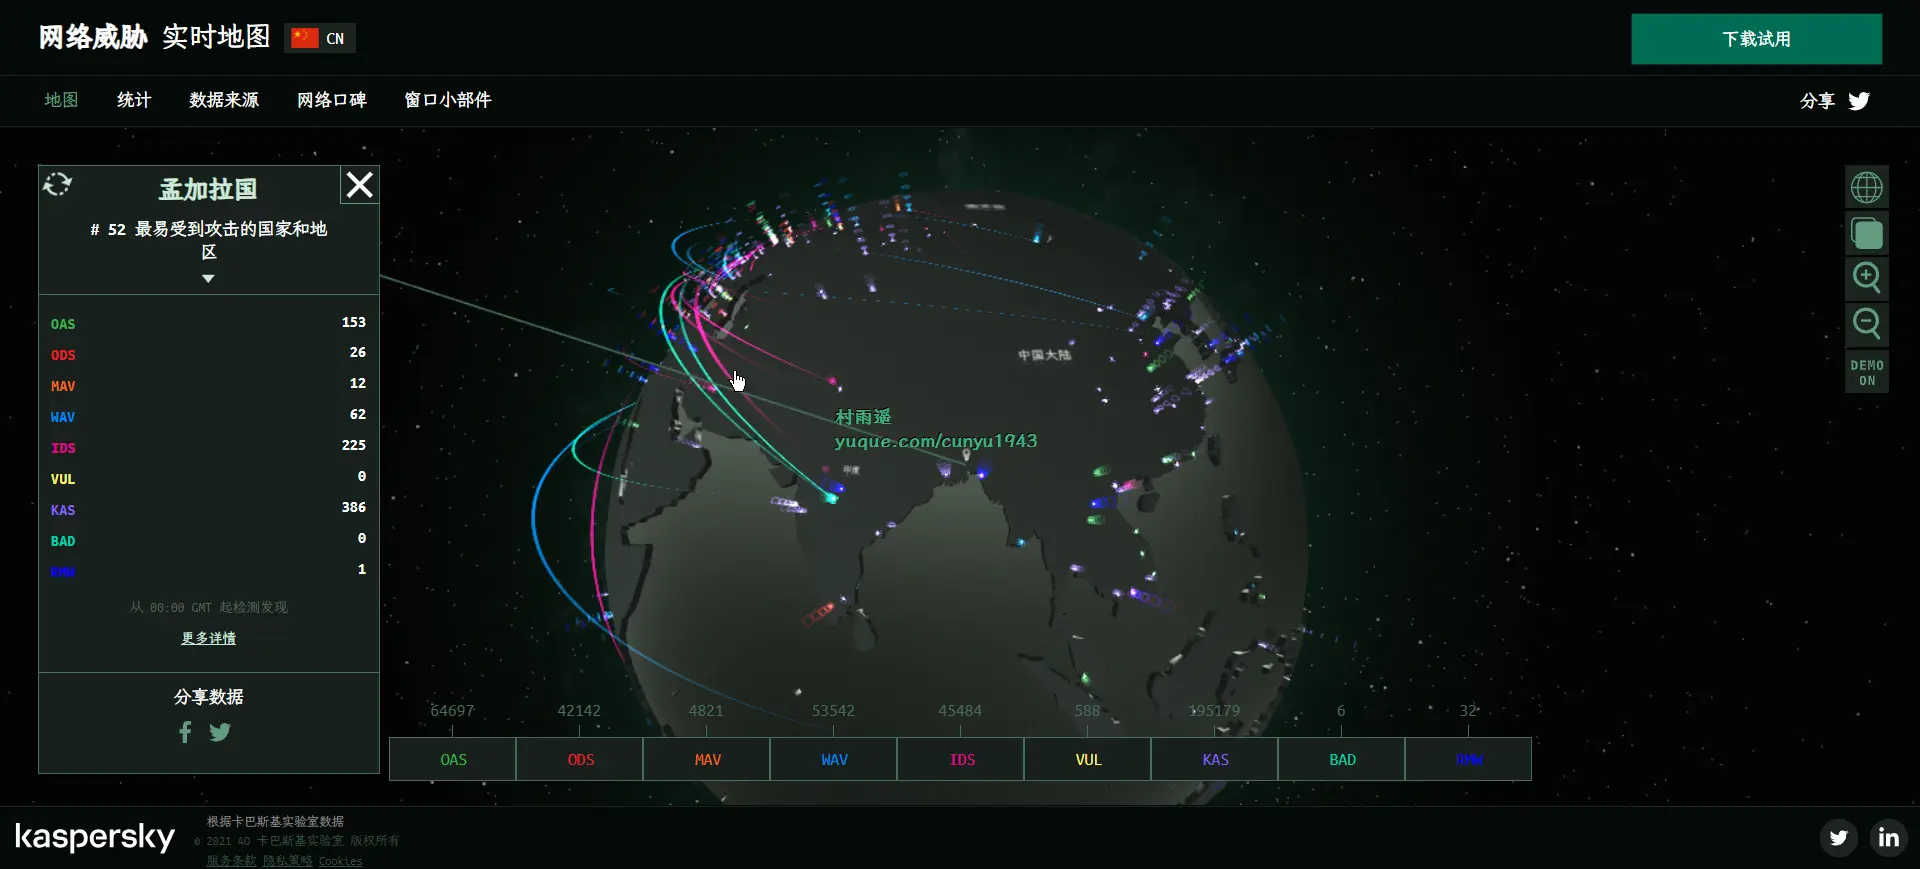 网络威胁 实时地图 CN
下载试用
地图 统计 数据来源 网络口碑 窗口小部件
分享
孟加拉国
# 52 最易受到攻击的国家和地
区
OAS 153
ODS 26
MAV 12
WAV 62
IDS 225
VUL 0
KAS 386
BAD 0
RMW 1
从 00:00 GMT 起检测发现
更多详情
分享数据
中国大陆
村雨遥
yuque.com/cunyu1943
印度
DEMO
ON
64697 42142 4821 53542 45484 588 195179 6 32
OAS ODS MAV WAV IDS VUL KAS BAD RMW
kaspersky
根据卡巴斯基实验室数据
© 2021 AO 卡巴斯基实验室 版权所有
服务条款 隐私策略 Cookies